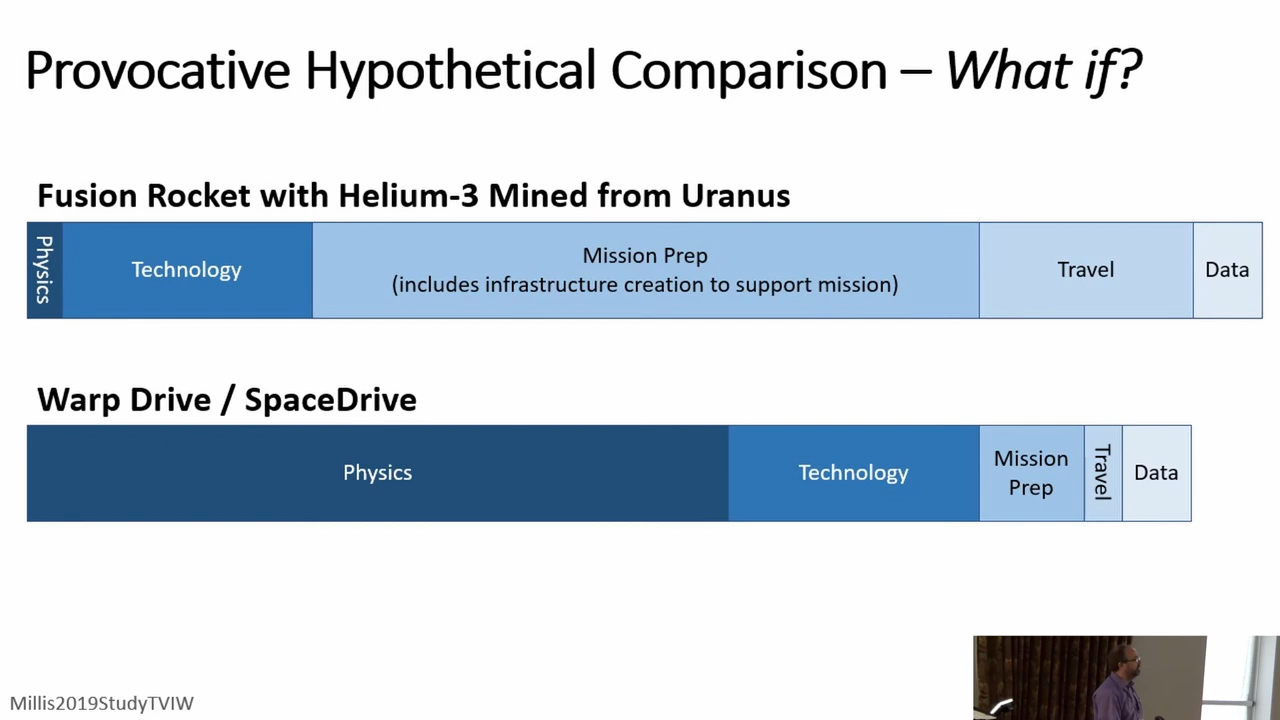 Provocative Hypothetical Comparison – What if?
Fusion Rocket with Helium-3 Mined from Uranus
Physics
Technology
Mission Prep
(includes infrastructure creation to support mission)
Travel
Data
Warp Drive / SpaceDrive
Physics
Technology
Mission
Prep
Travel
Data
Millis2019StudyTVIW